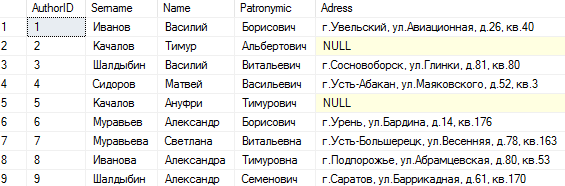 AuthorID Sername Name Patronymic Adress
1 1 Иванов Василий Борисович г.Увельский, ул.Авиационная, д.26, кв.40
2 2 Качалов Тимур Альбертович NULL
3 3 Шалдыбин Василий Витальевич г.Сосновоборск, ул.Глинки, д.81, кв.80
4 4 Сидоров Матвей Васильевич г.Усть-Абакан, ул.Маяковского, д.52, кв.3
5 5 Качалов Ануфри Тимурович NULL
6 6 Муравьев Александр Борисович г.Урень, ул.Бардина, д.14, кв.176
7 7 Муравьева Светлана Витальевна г.Усть-Большерецк, ул.Весенняя, д.78, кв.163
8 8 Иванова Александра Тимуровна г.Подпорожье, ул.Абрамцевская, д.80, кв.53
9 9 Шалдыбин Александр Семенович г.Саратов, ул.Баррикадная, д.61, кв.170